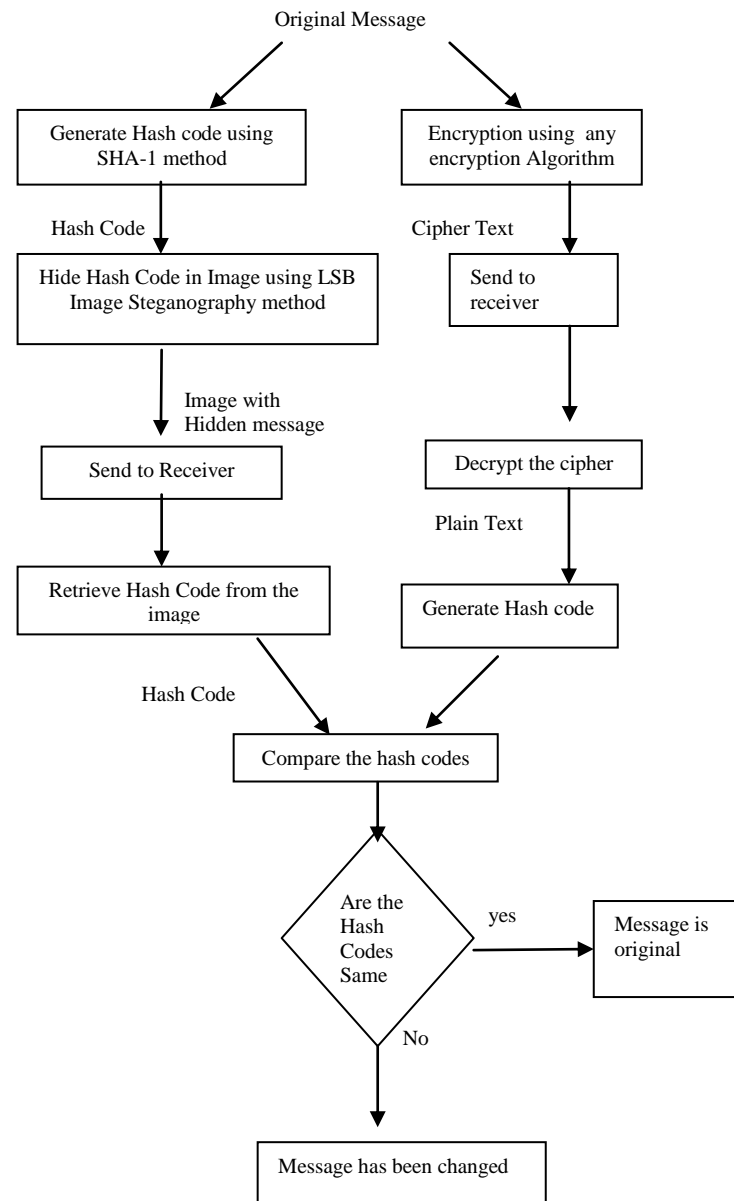 Original Message
Generate Hash code using
SHA-1 method
Encryption using any
encryption Algorithm
Hash Code
Cipher Text
Hide Hash Code in Image using LSB
Image Steganography method
Send to
receiver
Image with
Hidden message
Send to Receiver
Decrypt the cipher
Plain Text
Retrieve Hash Code from the
image
Generate Hash code
Hash Code
Compare the hash codes
Are the
Hash
Codes
Same
yes
Message is
original
No
Message has been changed